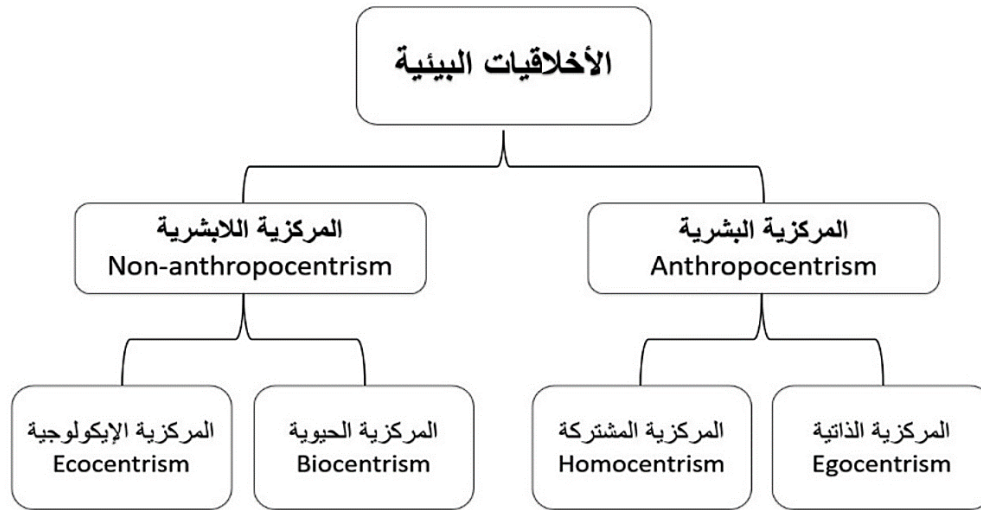 الأخلاقيات البيئية
المركزية البشرية
Anthropocentrism
المركزية اللابشرية
Non-anthropocentrism
المركزية الذاتية
Egocentrism
المركزية المشتركة
Homocentrism
المركزية الحيوية
Biocentrism
المركزية الإيكولوجية
Ecocentrism